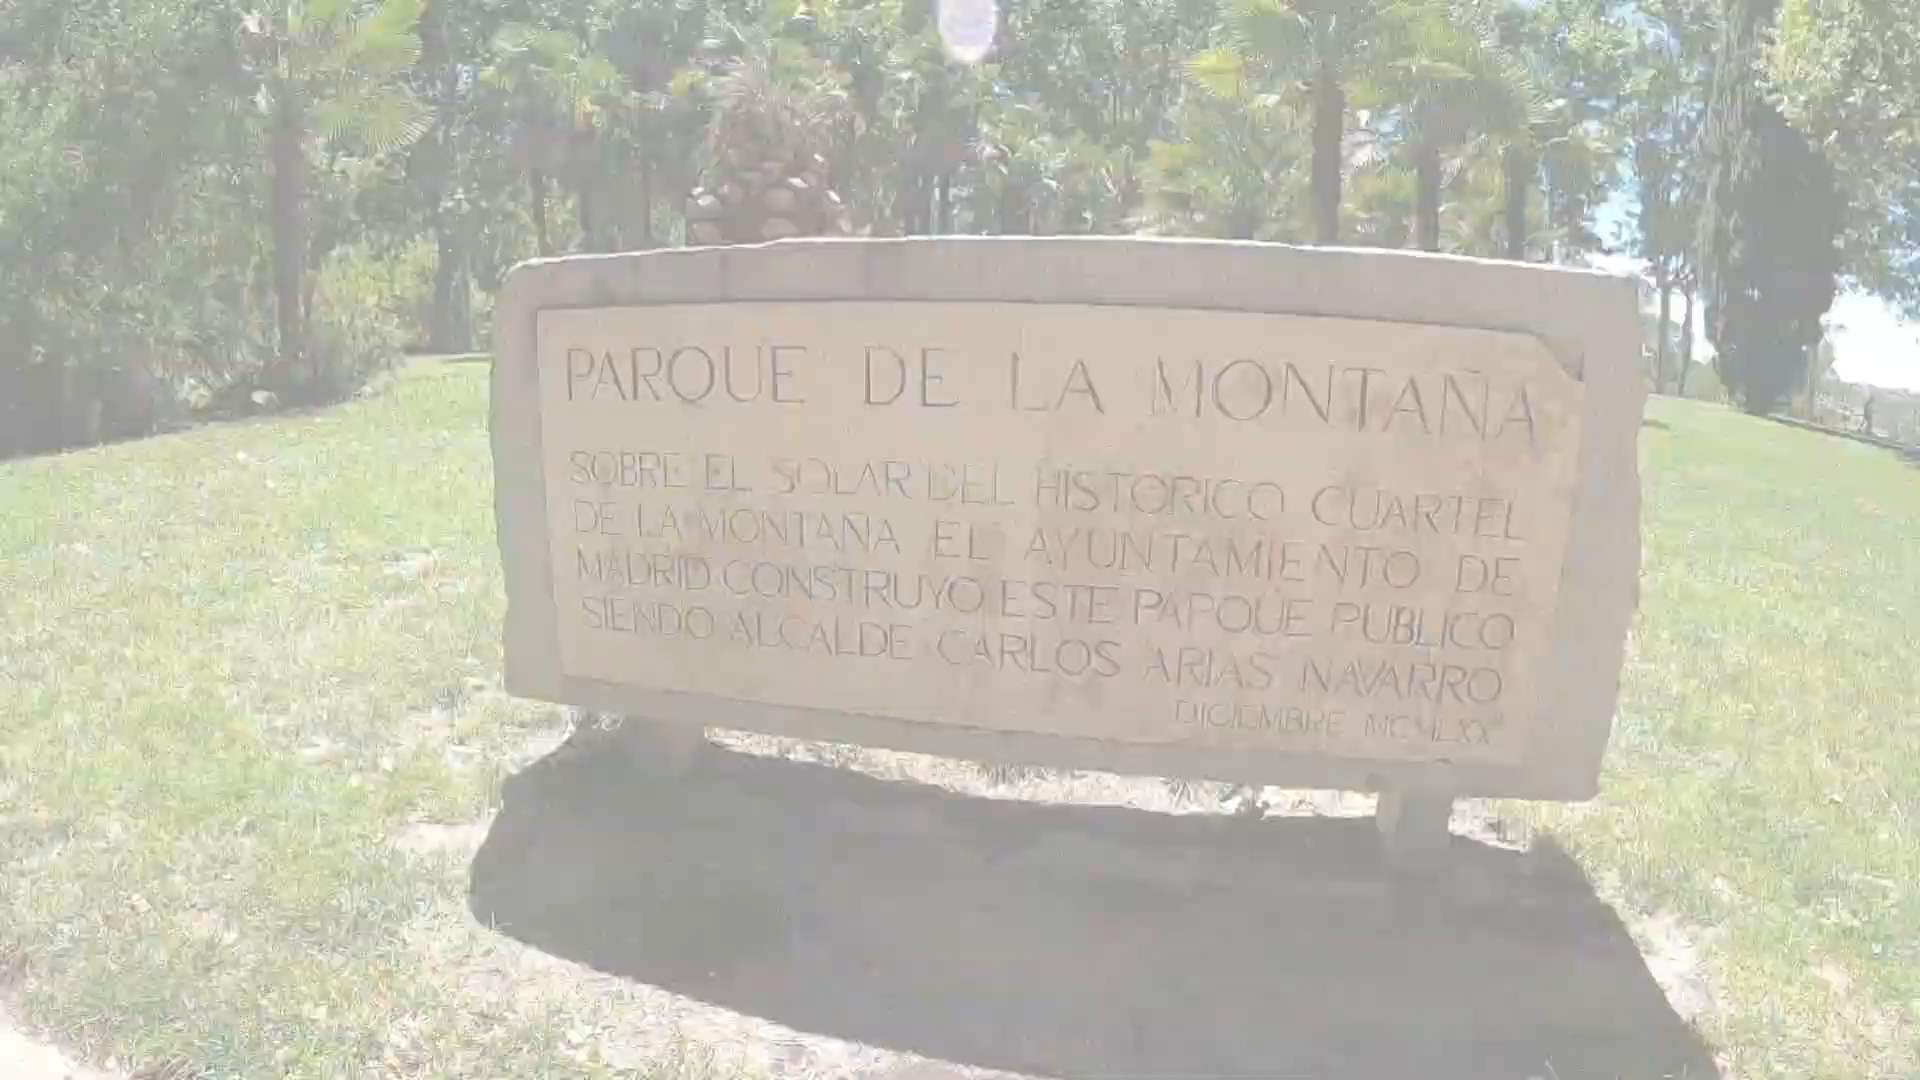 PARQUE DE LA MONTAÑA
SOBRE EL SOLAR DEL HISTORICO CUARTEL
DE LA MONTAÑA EL AYUNTAMIENTO DE
MADRID CONSTRUYO ESTE PARQUE PUBLICO
SIENDO ALCALDE CARLOS ARIAS NAVARRO
DICIEMBRE MCMLXX